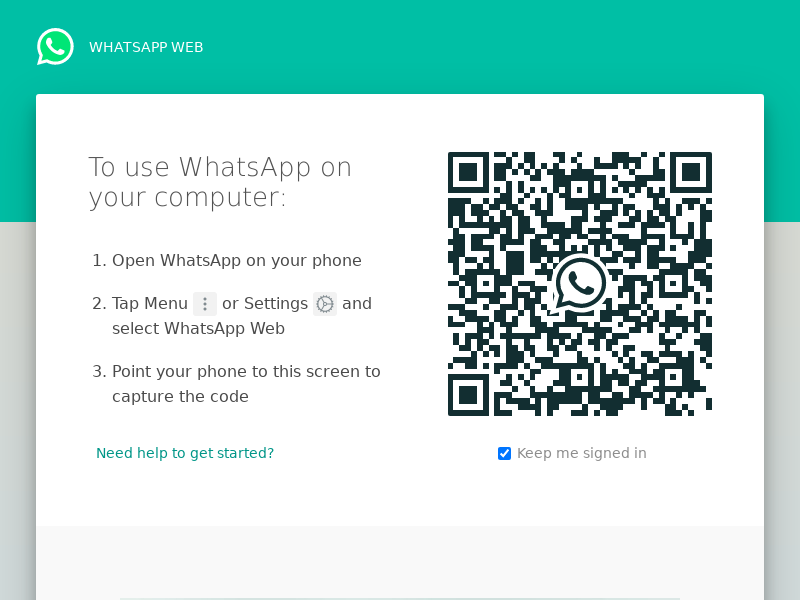 WHATSAPP WEB
To use WhatsApp on
your computer:
1. Open WhatsApp on your phone
2. Tap Menu or Settings and
select WhatsApp Web
3. Point your phone to this screen to
capture the code
Need help to get started?
Keep me signed in